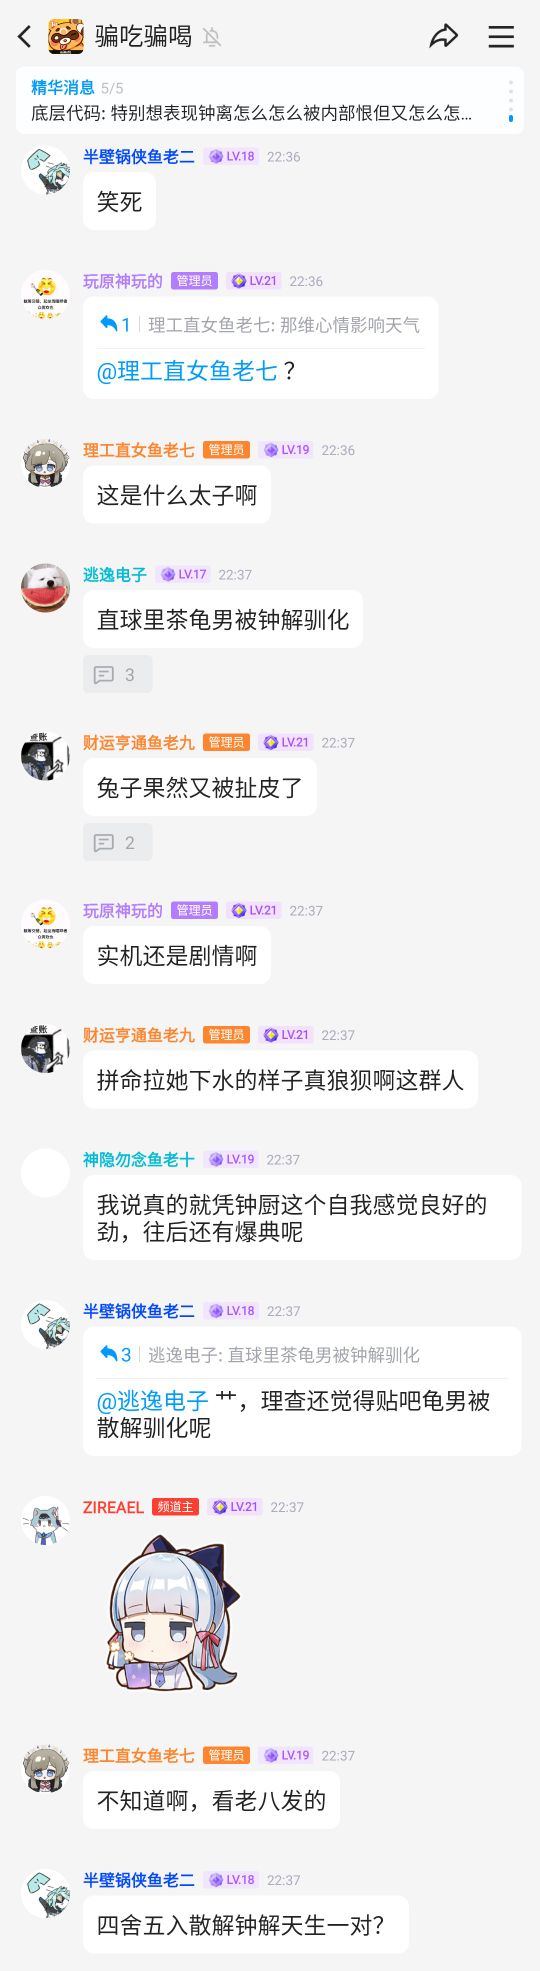 骗吃骗喝
精华消息 5/5
底层代码: 特别想表现钟离怎么怎么被内部恨但又怎么怎...
半壁锅侠鱼老二 LV.18 22:36
笑死
玩原神玩的 管理员 LV.21 22:36
1 理工直女鱼老七: 那维心情影响天气
@理工直女鱼老七 ？
理工直女鱼老七 管理员 LV.19 22:36
这是什么太子啊
逃逸电子 LV.17 22:37
直球里茶龟男被钟解驯化
3
财运亨通鱼老九 管理员 LV.21 22:37
兔子果然又被扯皮了
2
玩原神玩的 管理员 LV.21 22:37
实机还是剧情啊
财运亨通鱼老九 管理员 LV.21 22:37
拼命拉她下水的样子真狼狈啊这群人
神隐勿念鱼老十 LV.19 22:37
我说真的就凭钟厨这个自我感觉良好的
劲，往后还有爆典呢
半壁锅侠鱼老二 LV.18 22:37
3 逃逸电子: 直球里茶龟男被钟解驯化
@逃逸电子 艹，理查还觉得贴吧龟男被
散解驯化呢
ZIREAEL 频道主 LV.21 22:37
理工直女鱼老七 管理员 LV.19 22:37
不知道啊，看老八发的
半壁锅侠鱼老二 LV.18 22:37
四舍五入散解钟解天生一对？